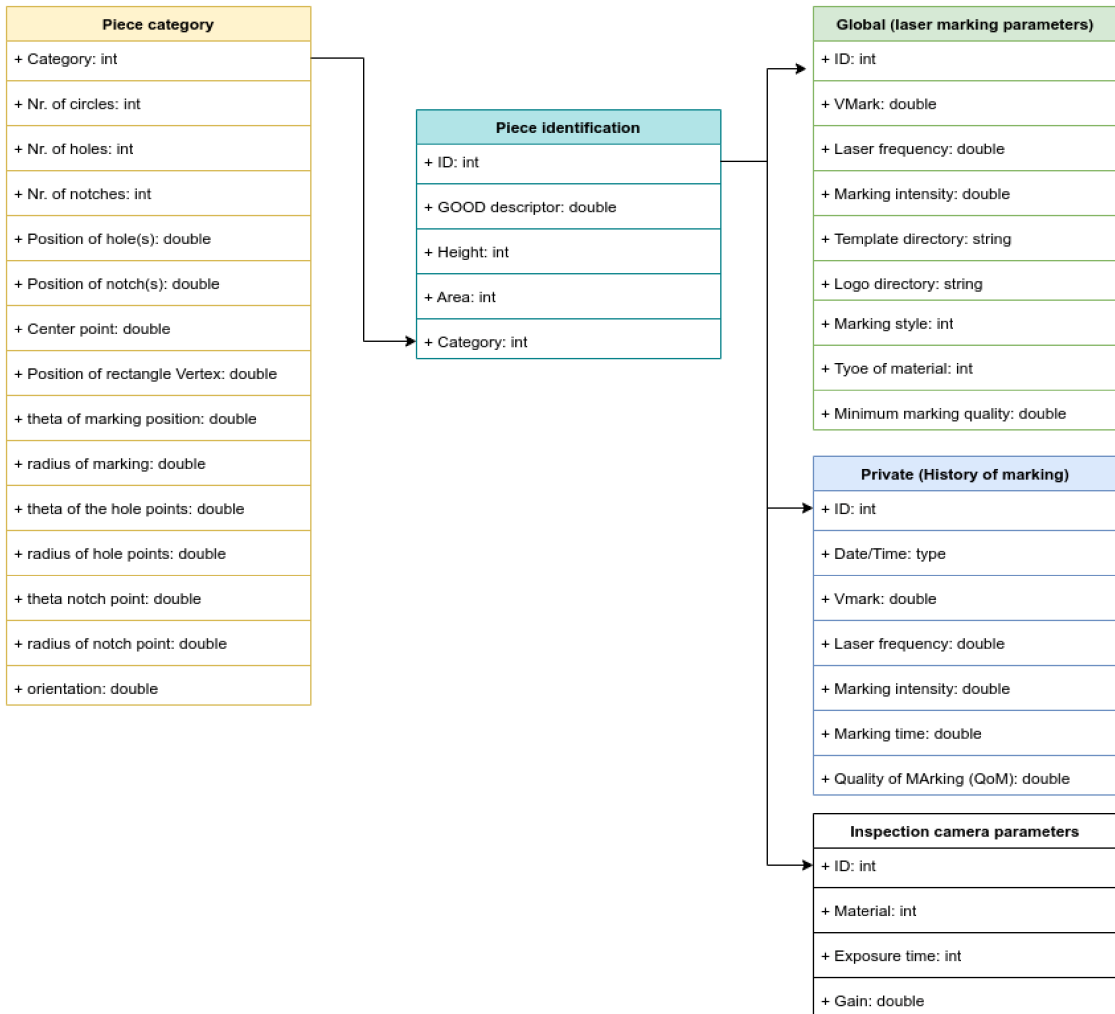 Piece category
+ Category: int
+ Nr. of circles: int
+ Nr. of holes: int
+ Nr. of notches: int
+ Position of hole(s): double
+ Position of notch(s): double
+ Center point: double
+ Position of rectangle Vertex: double
+ theta of marking position: double
+ radius of marking: double
+ theta of the hole points: double
+ radius of hole points: double
+ theta notch point: double
+ radius of notch point: double
+ orientation: double
Piece identification
+ ID: int
+ GOOD descriptor: double
+ Height: int
+ Area: int
+ Category: int
Global (laser marking parameters)
+ ID: int
+ VMark: double
+ Laser frequency: double
+ Marking intensity: double
+ Template directory: string
+ Logo directory: string
+ Marking style: int
+ Tyoe of material: int
+ Minimum marking quality: double
Private (History of marking)
+ ID: int
+ Date/Time: type
+ Vmark: double
+ Laser frequency: double
+ Marking intensity: double
+ Marking time: double
+ Quality of MArking (QoM): double
Inspection camera parameters
+ ID: int
+ Material: int
+ Exposure time: int
+ Gain: double